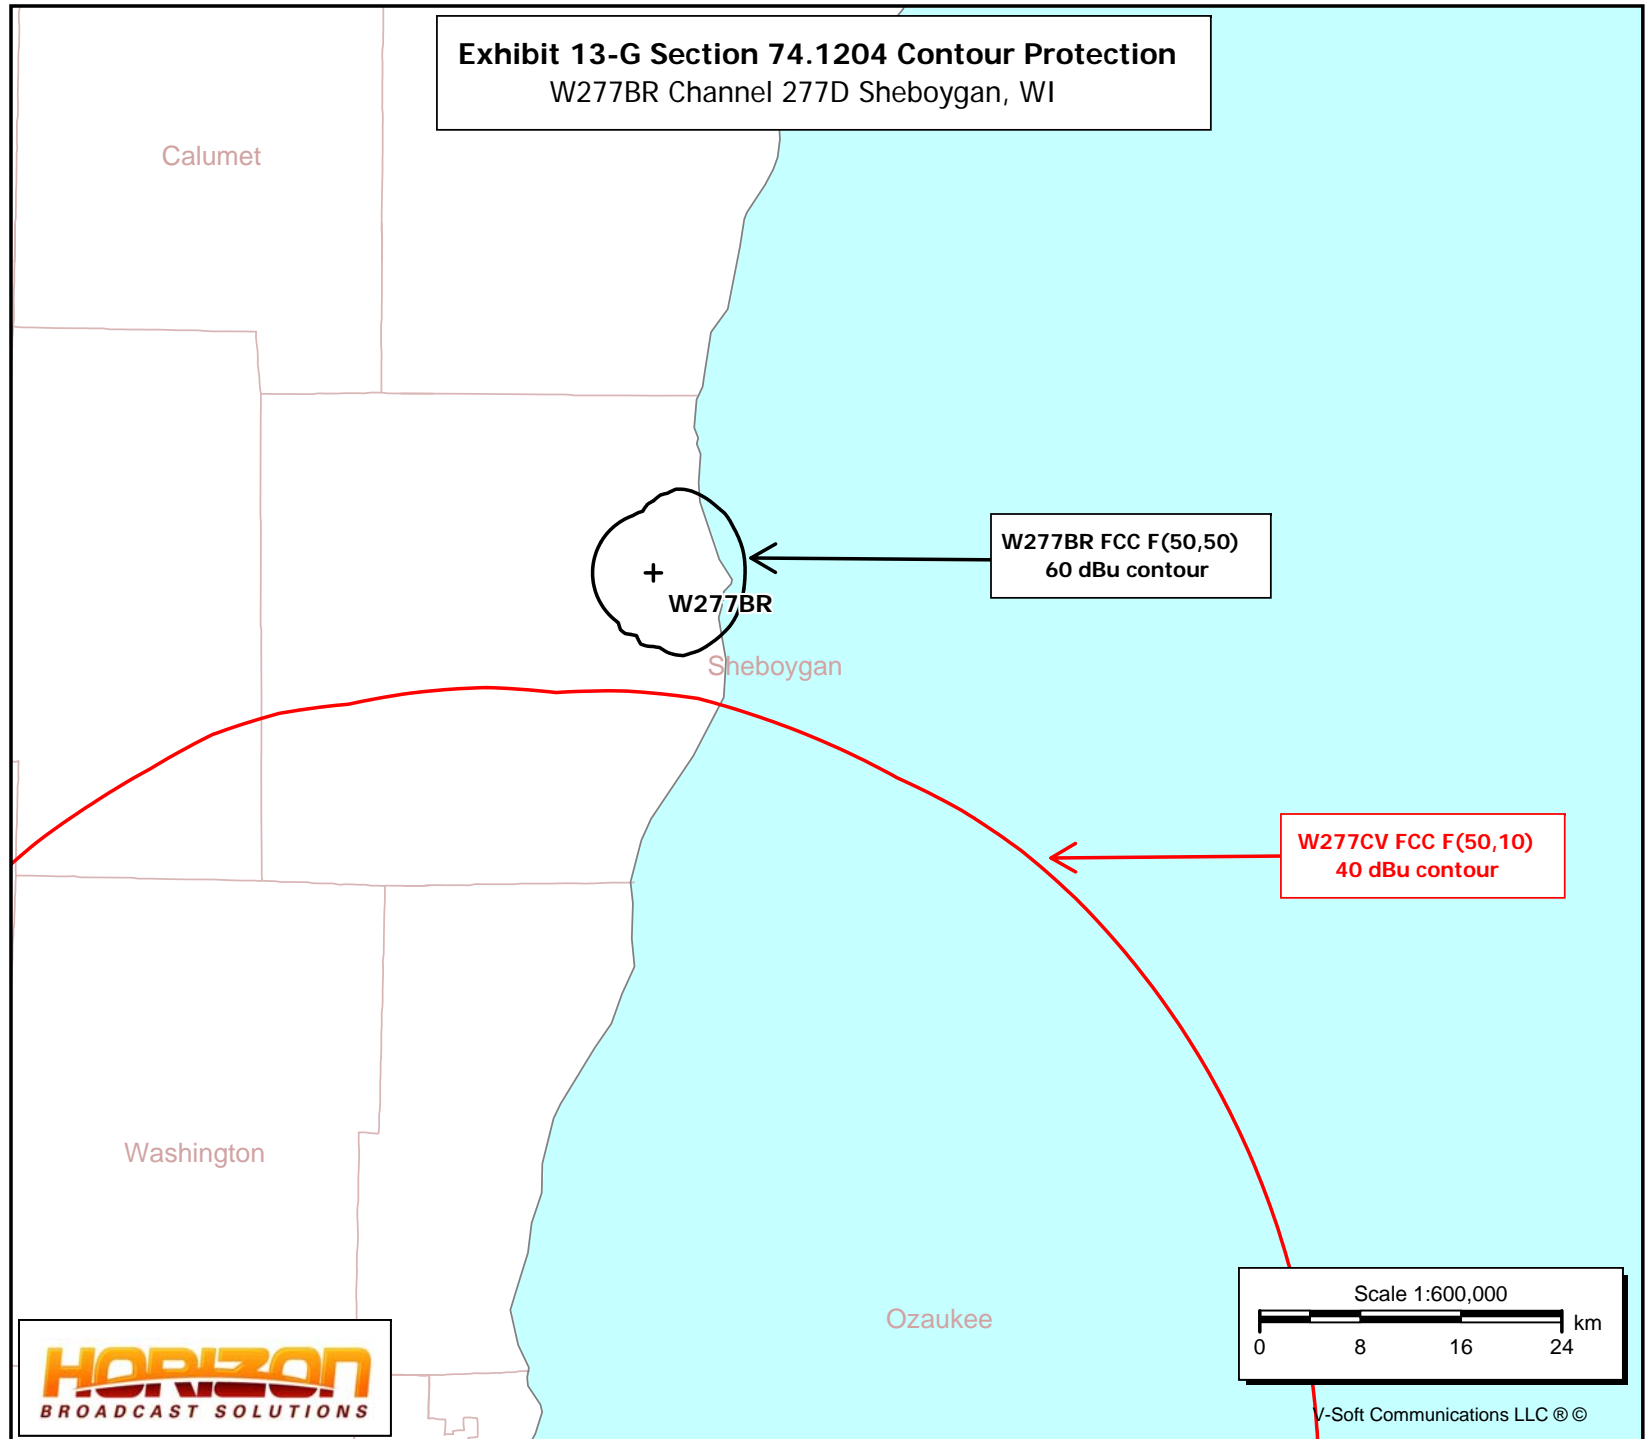 Exhibit 13-G Section 74.1204 Contour Protection
W277BR Channel 277D Sheboygan, WI
Calumet
W277BR FCC F(50,50)
60 dBu contour
W277BR
Sheboygan
W277CV FCC F(50,10)
40 dBu contour
Washington
Ozaukee
Scale 1:600,000
km
0 8 16 24
HORIZON
BROADCAST SOLUTIONS
V-Soft Communications LLC ® ©